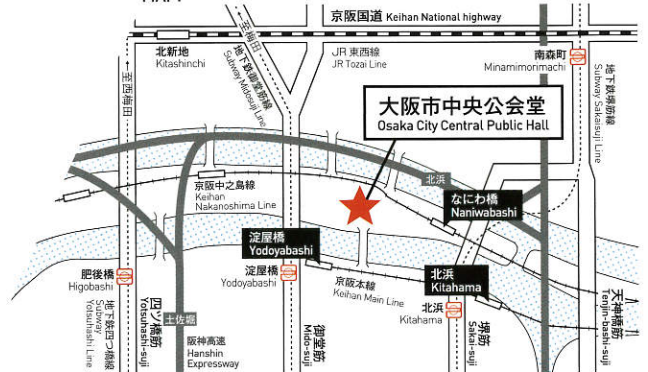 京阪国道 Keihan National highway
至梅田
北新地
Kitashinchi
地下鉄御堂筋線
Subway Midosuji Line
JR 東西線
JR Tozai Line
南森町
Minamimorimachi
地下鉄堺筋線
Subway Sakaisuji Line
至西梅田
大阪市中央公会堂
Osaka City Central Public Hall
北浜
京阪中之島線
Keihan
Nakanoshima Line
なにわ橋
Naniwabashi
淀屋橋
Yodoyabashi
肥後橋
Higobashi
淀屋橋
Yodoyabashi
京阪本線
Keihan Main Line
北浜
Kitahama
北浜
Kitahama
天神橋筋
Tenjin-bashi-suji
地下鉄四つ橋線
Subway
Yotsuhashi Line
四ツ橋筋
Yotsuhashi-suji
土佐堀
阪神高速
Hanshin
Expressway
御堂筋
Mido-suji
堺筋
Sakai-suji